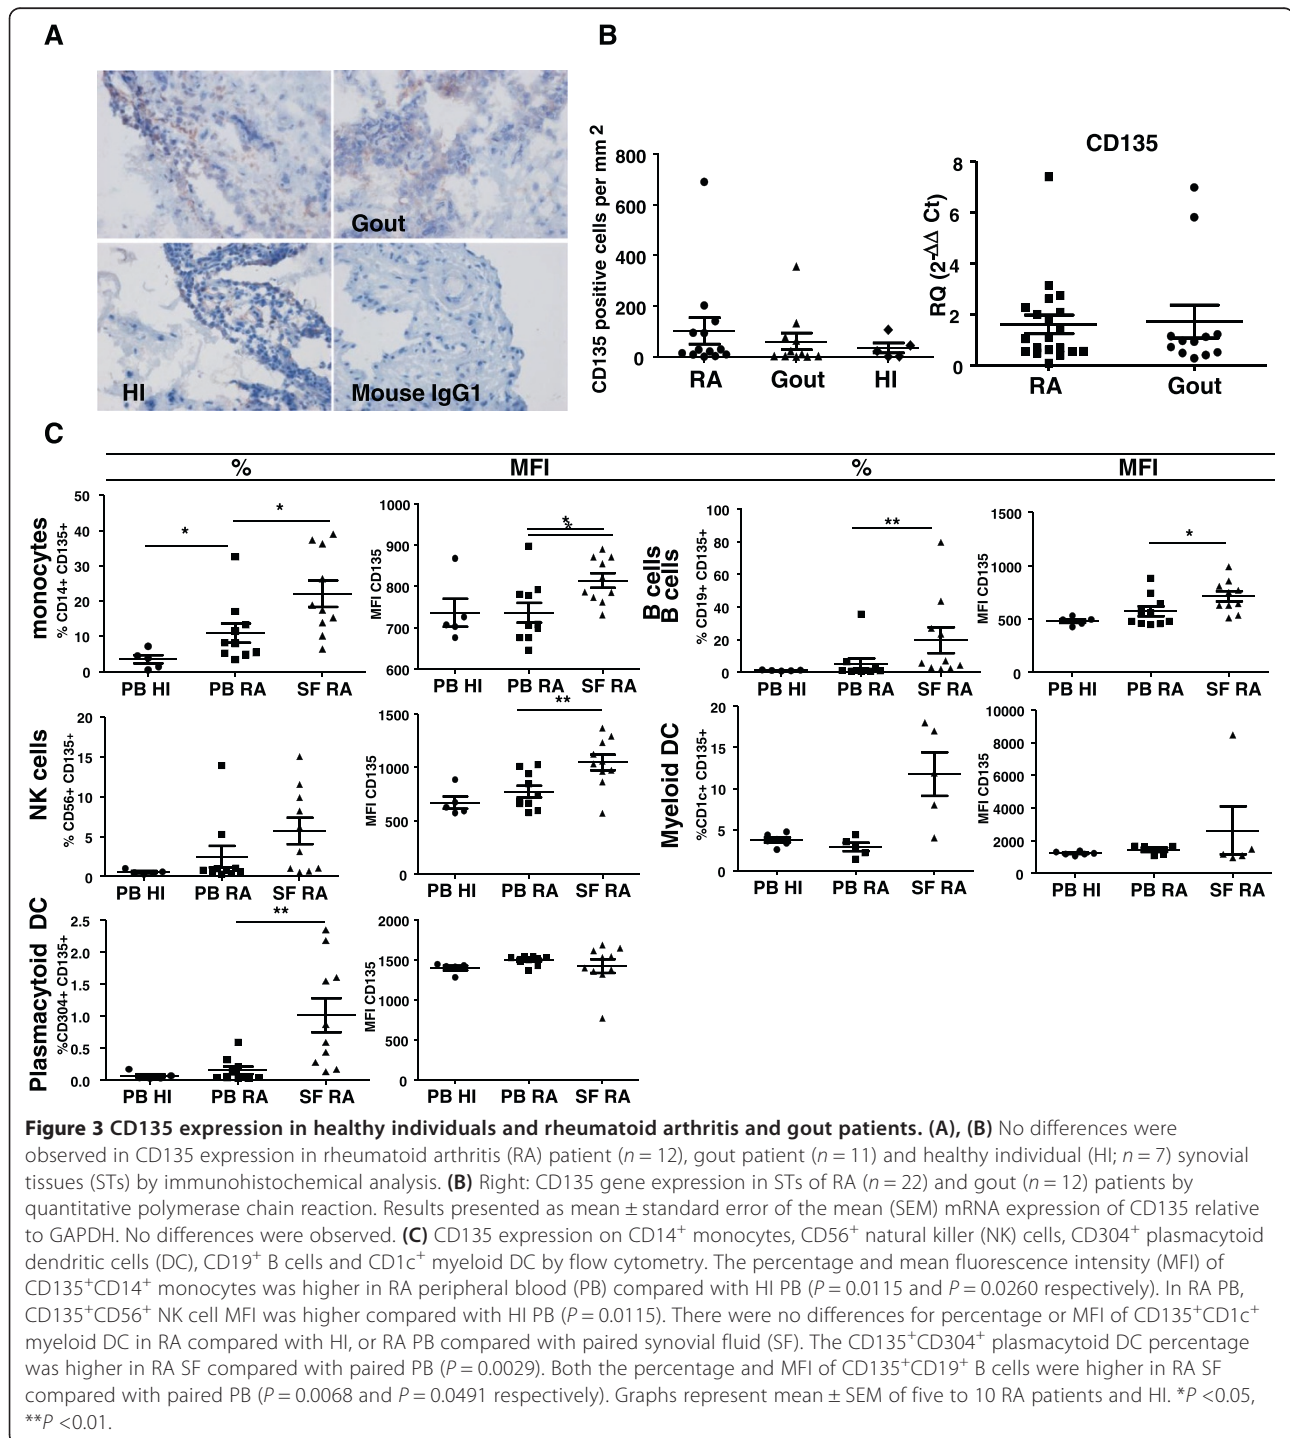 A
B
Gout
HI
Mouse IgG1
CD135 positive cells per mm 2
800
600
400
200
0
RA
Gout
HI
CD135
RQ (2-ΔΔ Ct)
8
6
4
2
0
RA
Gout
C
%
MFI
%
MFI
monocytes
% CD14+ CD135+
50
40
30
20
10
0
*
*
PB HI
PB RA
SF RA
MFI CD135
1000
900
800
700
600
*
*
PB HI
PB RA
SF RA
B cells
B cells
% CD19+ CD135+
100
80
60
40
20
0
**
PB HI
PB RA
SF RA
MFI CD135
1500
1000
500
0
*
PB HI
PB RA
SF RA
NK cells
% CD56+ CD135+
20
15
10
5
0
PB HI
PB RA
SF RA
MFI CD135
1500
1000
500
0
**
PB HI
PB RA
SF RA
Myeloid DC
%CD1c+ CD135+
20
15
10
5
0
PB HI
PB RA
SF RA
MFI CD135
10000
8000
6000
4000
2000
0
PB HI
PB RA
SF RA
Plasmacytoid DC
%CD304+ CD135+
2.5
2.0
1.5
1.0
0.5
0.0
**
PB HI
PB RA
SF RA
MFI CD135
2000
1500
1000
500
0
PB HI
PB RA
SF RA
Figure 3 CD135 expression in healthy individuals and rheumatoid arthritis and gout patients. (A), (B) No differences were
observed in CD135 expression in rheumatoid arthritis (RA) patient (n = 12), gout patient (n = 11) and healthy individual (HI; n = 7) synovial
tissues (STs) by immunohistochemical analysis. (B) Right: CD135 gene expression in STs of RA (n = 22) and gout (n = 12) patients by
quantitative polymerase chain reaction. Results presented as mean ± standard error of the mean (SEM) mRNA expression of CD135 relative
to GAPDH. No differences were observed. (C) CD135 expression on CD14⁺ monocytes, CD56⁺ natural killer (NK) cells, CD304⁺ plasmacytoid
dendritic cells (DC), CD19⁺ B cells and CD1c⁺ myeloid DC by flow cytometry. The percentage and mean fluorescence intensity (MFI) of
CD135⁺CD14⁺ monocytes was higher in RA peripheral blood (PB) compared with HI PB (P = 0.0115 and P = 0.0260 respectively). In RA PB,
CD135⁺CD56⁺ NK cell MFI was higher compared with HI PB (P = 0.0115). There were no differences for percentage or MFI of CD135⁺CD1c⁺
myeloid DC in RA compared with HI, or RA PB compared with paired synovial fluid (SF). The CD135⁺CD304⁺ plasmacytoid DC percentage
was higher in RA SF compared with paired PB (P = 0.0029). Both the percentage and MFI of CD135⁺CD19⁺ B cells were higher in RA SF
compared with paired PB (P = 0.0068 and P = 0.0491 respectively). Graphs represent mean ± SEM of five to 10 RA patients and HI. *P <0.05,
**P <0.01.